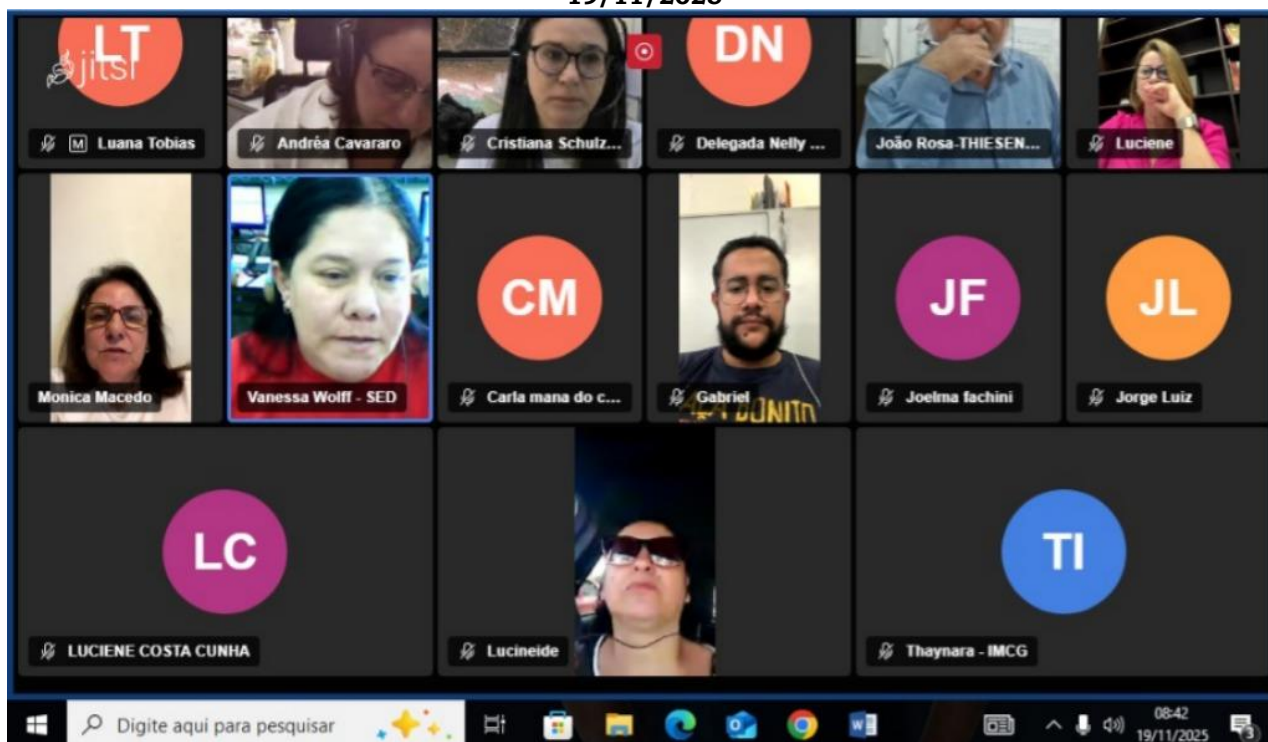 19/11/2025
LT
jitsi
DN
Luana Tobias
Andréa Cavararo
Cristiana Schulz...
Delegada Nelly ...
João Rosa-THIESEN...
Luciene
CM
JF
JL
Monica Macedo
Vanessa Wolff - SED
Carla mana do c...
Gabriel
BONITO
Joelma fachini
Jorge Luiz
LC
TI
LUCIENE COSTA CUNHA
Lucineide
Thaynara - IMCG
Digite aqui para pesquisar
08:42
19/11/2025
3